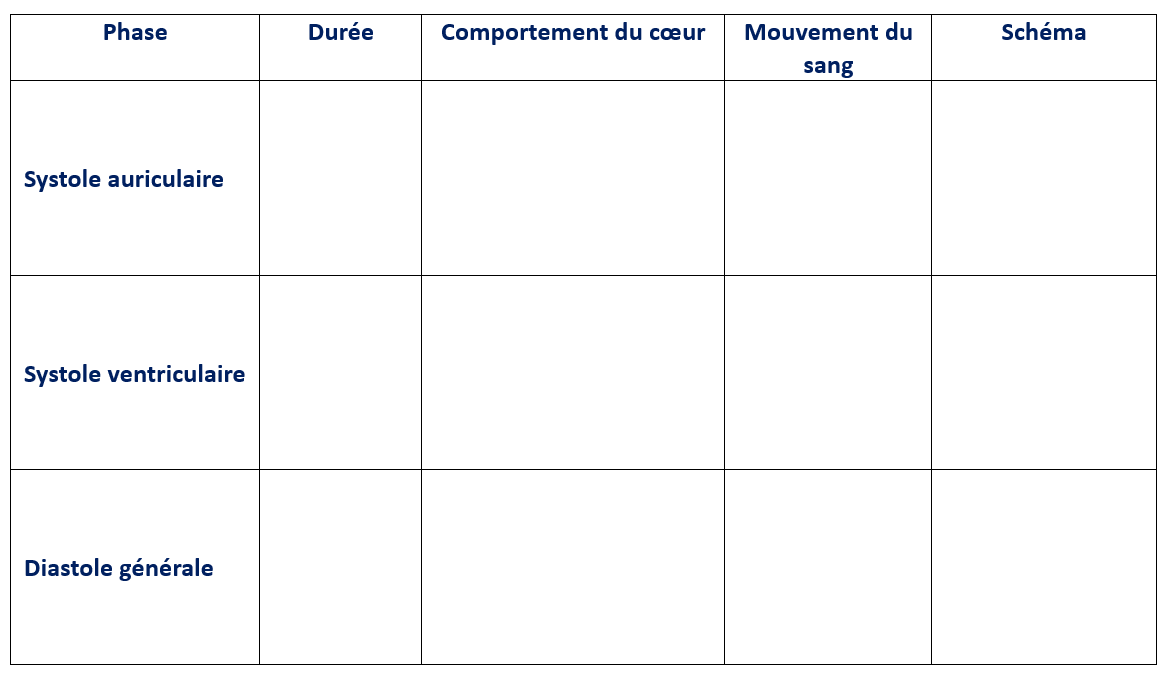 Phase
Durée
Comportement du cœur
Mouvement du
sang
Schéma
Systole auriculaire
Systole ventriculaire
Diastole générale